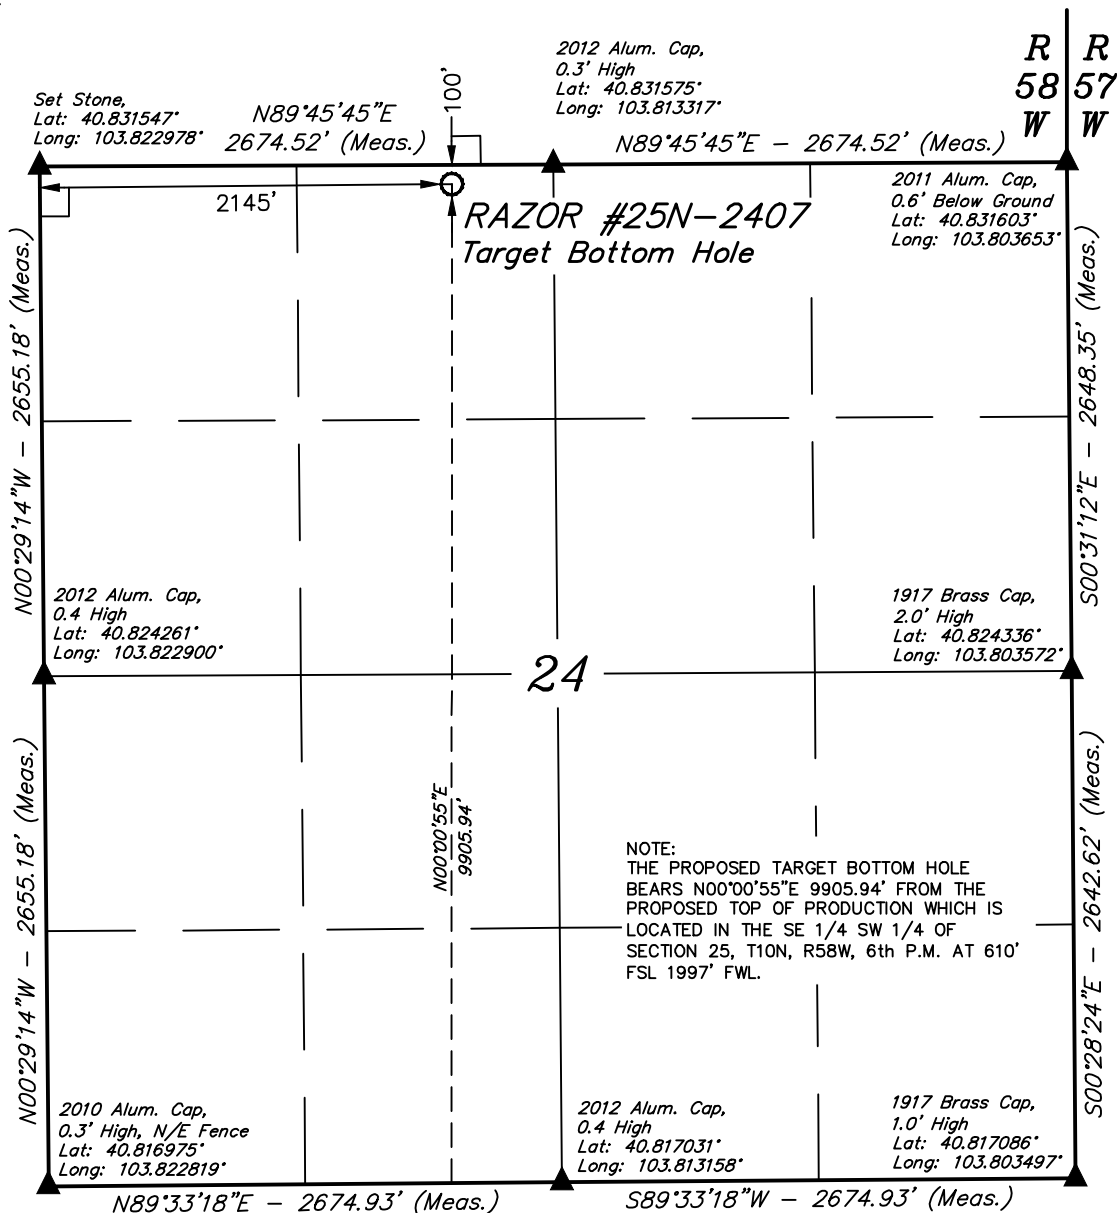 R R
58 57
W W
2012 Alum. Cap,
0.3' High
Lat: 40.831575°
Long: 103.813317°
Set Stone,
Lat: 40.831547°
Long: 103.822978°
N89°45'45"E
2674.52' (Meas.)
100'
N89°45'45"E – 2674.52' (Meas.)
2145'
RAZOR #25N–2407
Target Bottom Hole
2011 Alum. Cap,
0.6' Below Ground
Lat: 40.831603°
Long: 103.803653°
N00°29'14"W – 2655.18' (Meas.)
S00°31'12"E – 2648.35' (Meas.)
2012 Alum. Cap,
0.4 High
Lat: 40.824261°
Long: 103.822900°
1917 Brass Cap,
2.0' High
Lat: 40.824336°
Long: 103.803572°
24
N00°29'14"W – 2655.18' (Meas.)
N00°00'55"E
9905.94'
S00°28'24"E – 2642.62' (Meas.)
NOTE:
THE PROPOSED TARGET BOTTOM HOLE
BEARS N00°00'55"E 9905.94' FROM THE
PROPOSED TOP OF PRODUCTION WHICH IS
LOCATED IN THE SE 1/4 SW 1/4 OF
SECTION 25, T10N, R58W, 6th P.M. AT 610'
FSL 1997' FWL.
2010 Alum. Cap,
0.3' High, N/E Fence
Lat: 40.816975°
Long: 103.822819°
2012 Alum. Cap,
0.4 High
Lat: 40.817031°
Long: 103.813158°
1917 Brass Cap,
1.0' High
Lat: 40.817086°
Long: 103.803497°
N89°33'18"E – 2674.93' (Meas.)
S89°33'18"W – 2674.93' (Meas.)